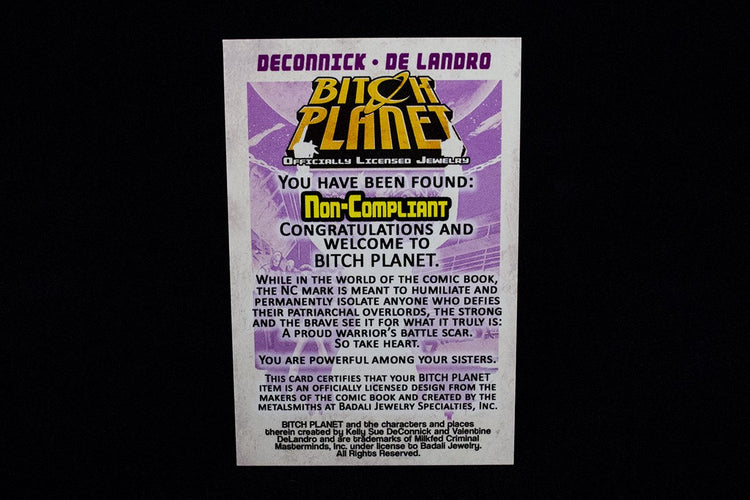 DECONNICK • DE LANDRO
BITCH
PLANET
OFFICIALLY LICENSED JEWELRY
YOU HAVE BEEN FOUND:
NON-COMPLIANT
CONGRATULATIONS AND
WELCOME TO
BITCH PLANET.
WHILE IN THE WORLD OF THE COMIC BOOK,
THE NC MARK IS MEANT TO HUMILIATE AND
PERMANENTLY ISOLATE ANYONE WHO DEFIES
THEIR PATRIARCHAL OVERLORDS, THE STRONG
AND THE BRAVE SEE IT FOR WHAT IT TRULY IS:
A PROUD WARRIOR'S BATTLE SCAR.
SO TAKE HEART.
YOU ARE POWERFUL AMONG YOUR SISTERS.
THIS CARD CERTIFIES THAT YOUR BITCH PLANET
ITEM IS AN OFFICIALLY LICENSED DESIGN FROM THE
MAKERS OF THE COMIC BOOK AND CREATED BY THE
METALSMITHS AT BADALI JEWELRY SPECIALTIES, INC.
BITCH PLANET and the characters and places
therein created by Kelly Sue DeConnick and Valentine
DeLandro and are trademarks of Milkfed Criminal
Masterminds, Inc. under license to Badali Jewelry.
All Rights Reserved.